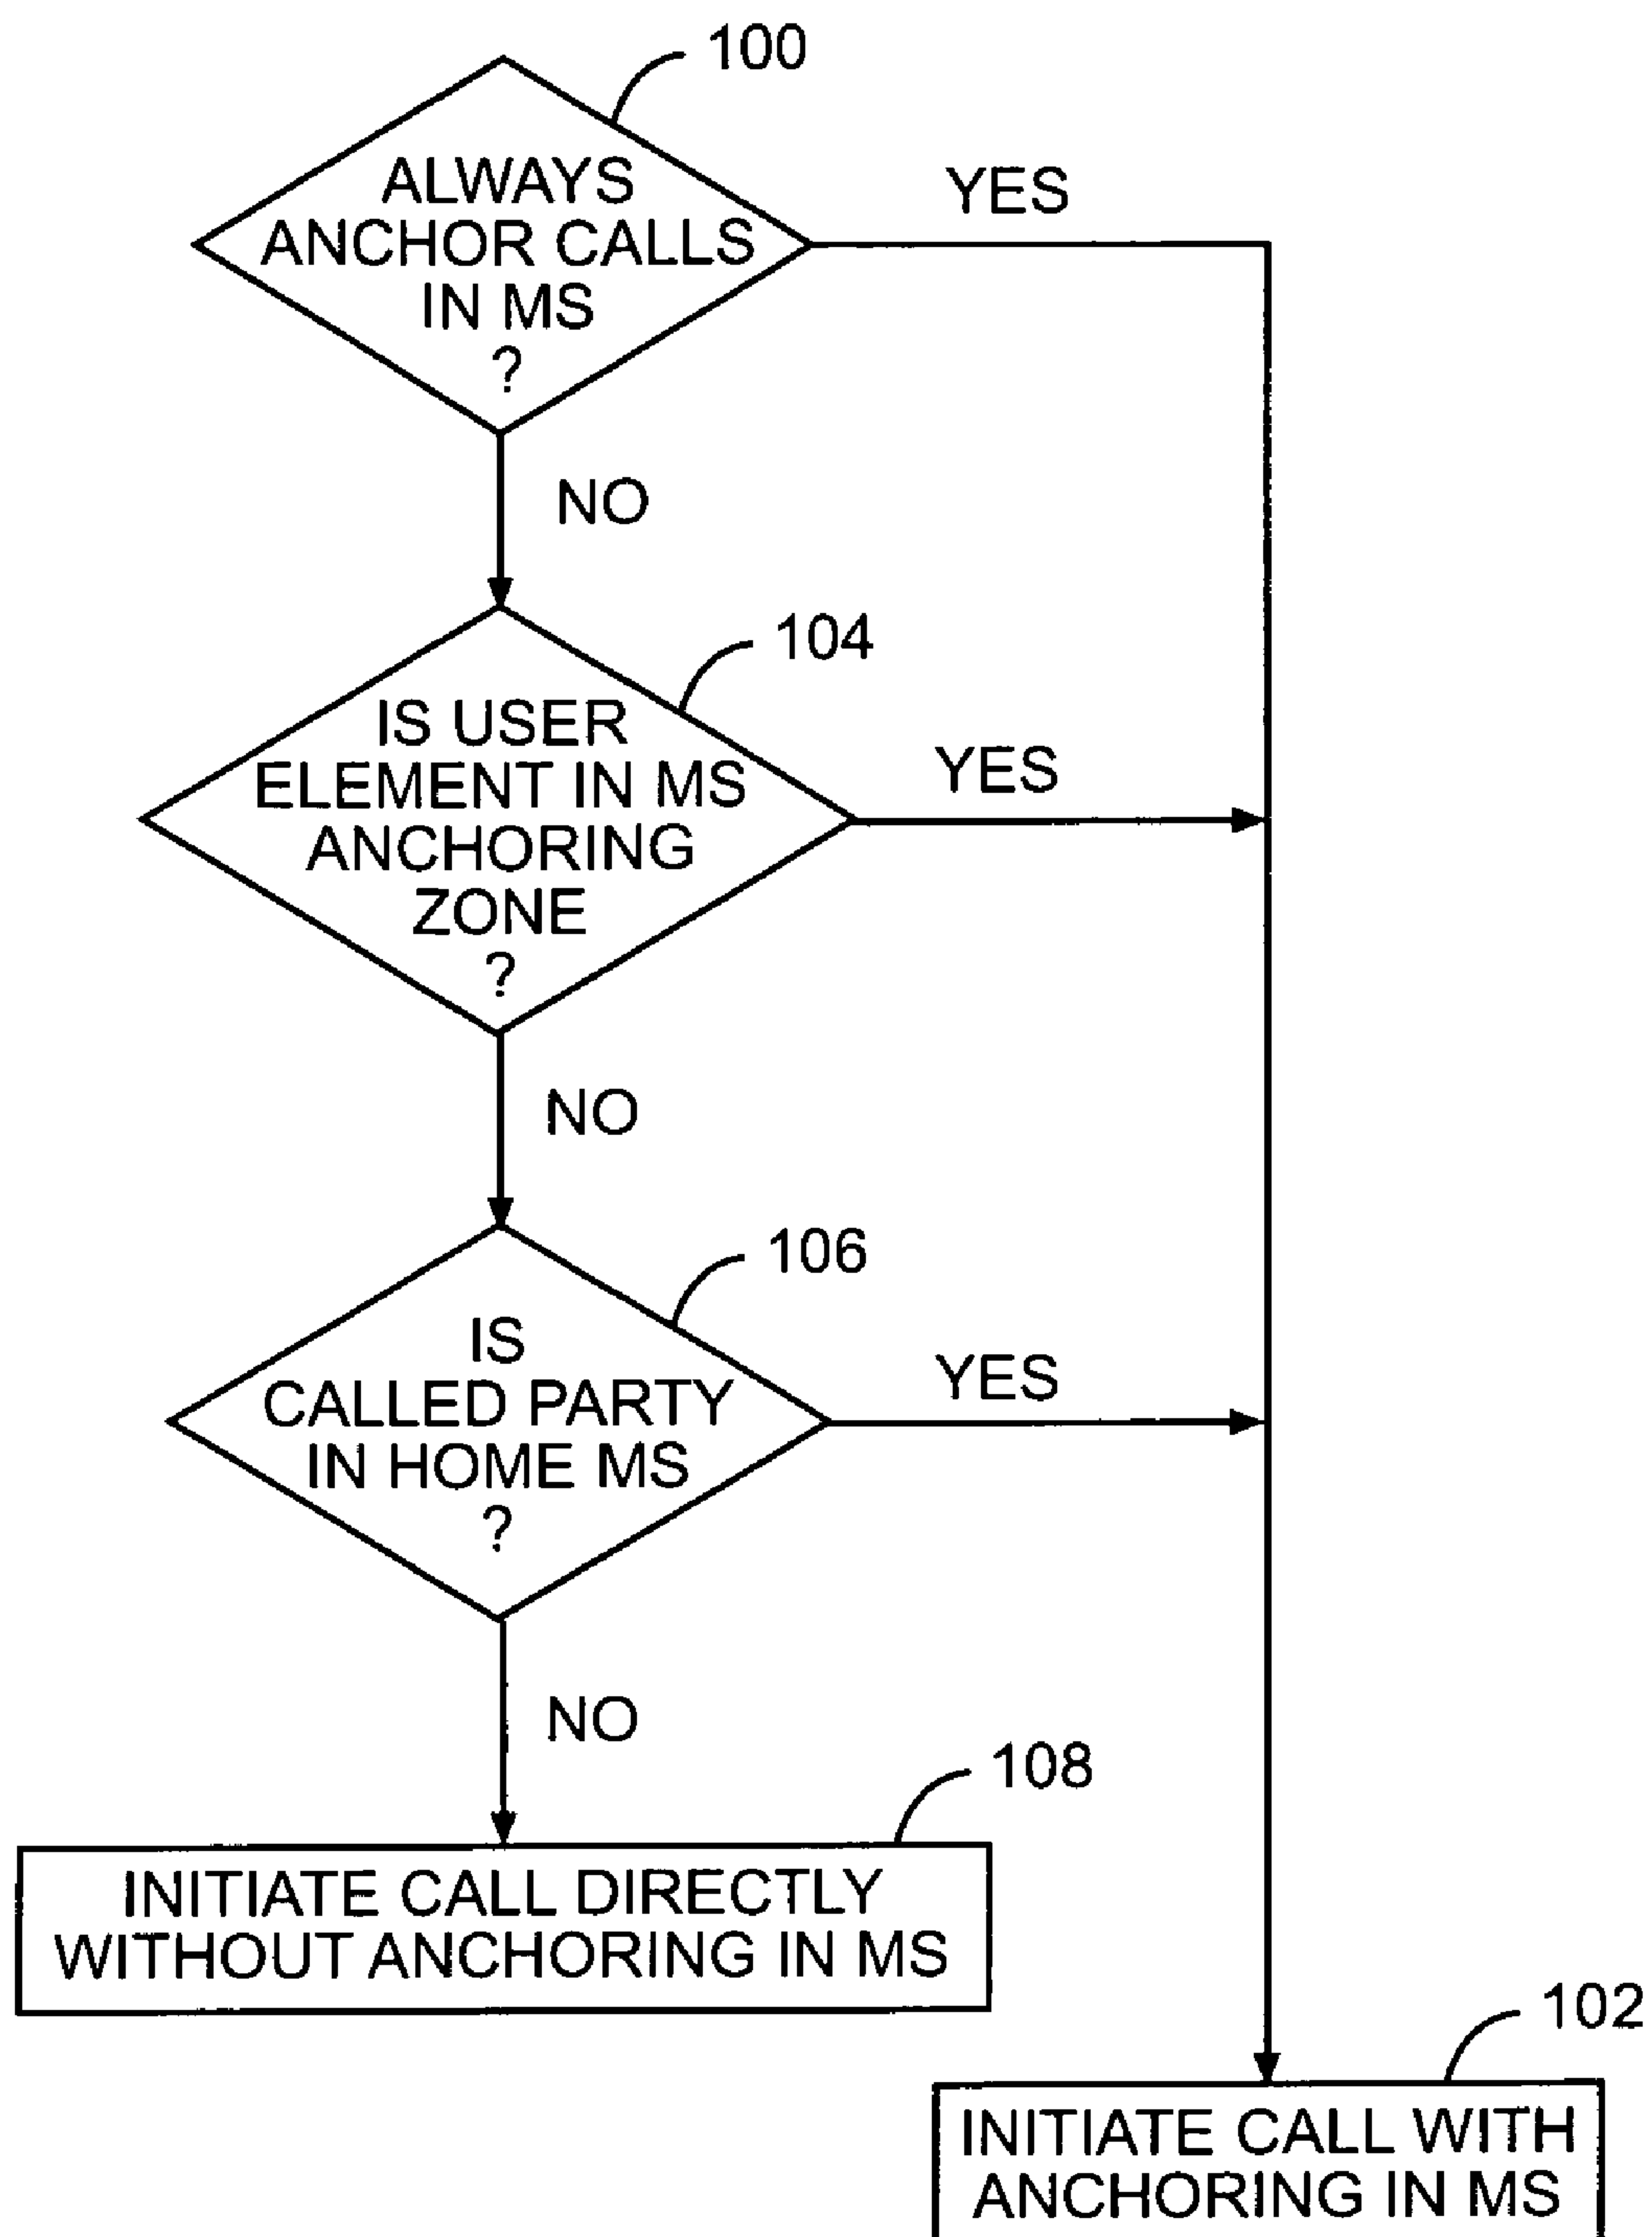 100
ALWAYS
ANCHOR CALLS
IN MS
?
YES
NO
104
IS USER
ELEMENT IN MS
ANCHORING
ZONE
?
YES
NO
106
IS
CALLED PARTY
IN HOME MS
?
YES
NO
108
INITIATE CALL DIRECTLY
WITHOUT ANCHORING IN MS
102
INITIATE CALL WITH
ANCHORING IN MS